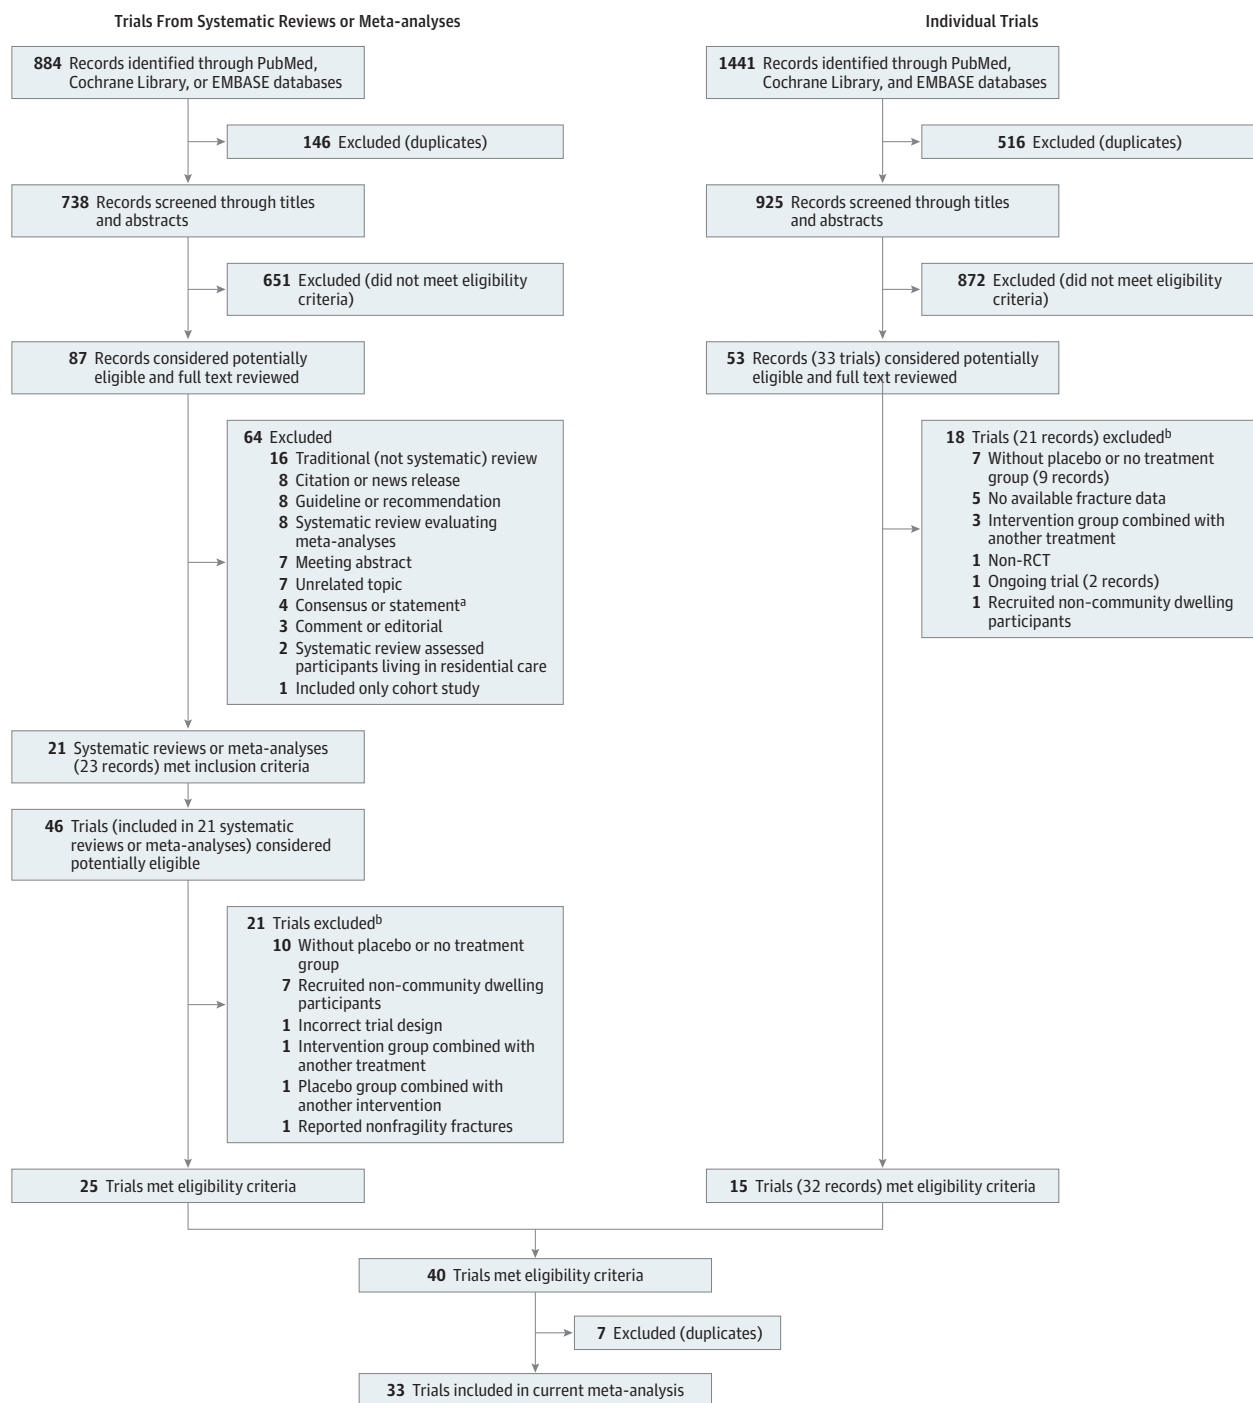 Trials From Systematic Reviews or Meta-analyses
884 Records identified through PubMed,
Cochrane Library, or EMBASE databases
146 Excluded (duplicates)
738 Records screened through titles
and abstracts
651 Excluded (did not meet eligibility
criteria)
87 Records considered potentially
eligible and full text reviewed
64 Excluded
16 Traditional (not systematic) review
8 Citation or news release
8 Guideline or recommendation
8 Systematic review evaluating
meta-analyses
7 Meeting abstract
7 Unrelated topic
4 Consensus or statementa
3 Comment or editorial
2 Systematic review assessed
participants living in residential care
1 Included only cohort study
21 Systematic reviews or meta-analyses
(23 records) met inclusion criteria
46 Trials (included in 21 systematic
reviews or meta-analyses) considered
potentially eligible
21 Trials excludedb
10 Without placebo or no treatment
group
7 Recruited non-community dwelling
participants
1 Incorrect trial design
1 Intervention group combined with
another treatment
1 Placebo group combined with
another intervention
1 Reported nonfragility fractures
25 Trials met eligibility criteria
Individual Trials
1441 Records identified through PubMed,
Cochrane Library, and EMBASE databases
516 Excluded (duplicates)
925 Records screened through titles
and abstracts
872 Excluded (did not meet eligibility
criteria)
53 Records (33 trials) considered potentially
eligible and full text reviewed
18 Trials (21 records) excludedb
7 Without placebo or no treatment
group (9 records)
5 No available fracture data
3 Intervention group combined with
another treatment
1 Non-RCT
1 Ongoing trial (2 records)
1 Recruited non-community dwelling
participants
15 Trials (32 records) met eligibility criteria
40 Trials met eligibility criteria
7 Excluded (duplicates)
33 Trials included in current meta-analysis